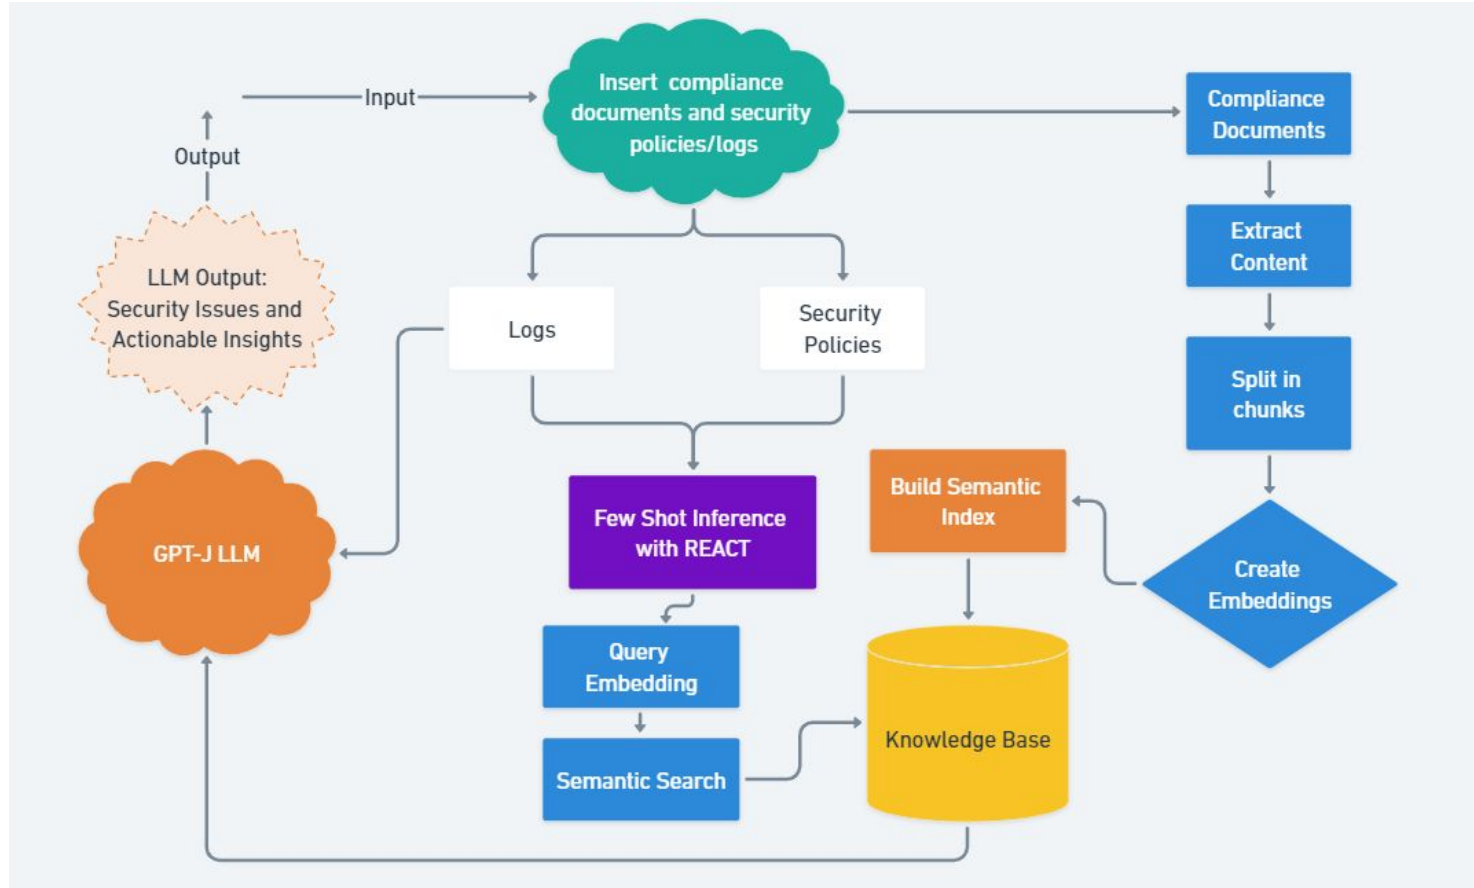 Input
Insert compliance
documents and security
policies/logs
Compliance
Documents
Output
Extract
Content
LLM Output:
Security Issues and
Actionable Insights
Logs
Security
Policies
Split in
chunks
Build Semantic
Index
Few Shot Inference
with REACT
GPT-J LLM
Create
Embeddings
Query
Embedding
Knowledge Base
Semantic Search